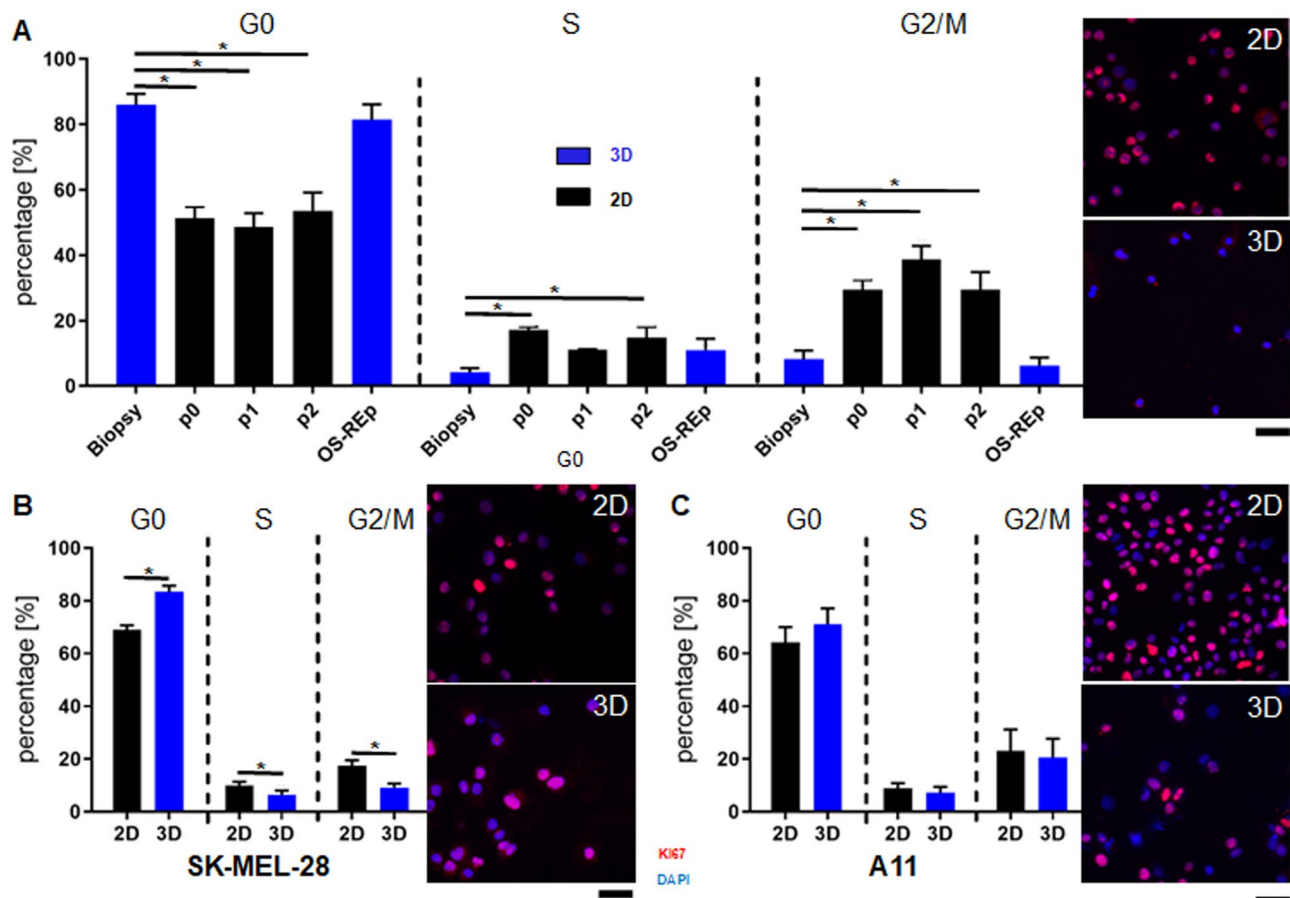 A
G0 S G2/M
100
80
60
40
20
0
percentage [%]
* * *
* *
* * *
3D
2D
Biopsy p0 p1 p2 OS-REp
Biopsy p0 p1 p2 OS-REp
Biopsy p0 p1 p2 OS-REp
G0
2D
3D
B
G0 S G2/M
100
80
60
40
20
0
percentage [%]
* * *
2D 3D 2D 3D 2D 3D
SK-MEL-28
2D
3D
KI67
DAPI
C
G0 S G2/M
100
80
60
40
20
0
percentage [%]
2D 3D 2D 3D 2D 3D
A11
2D
3D